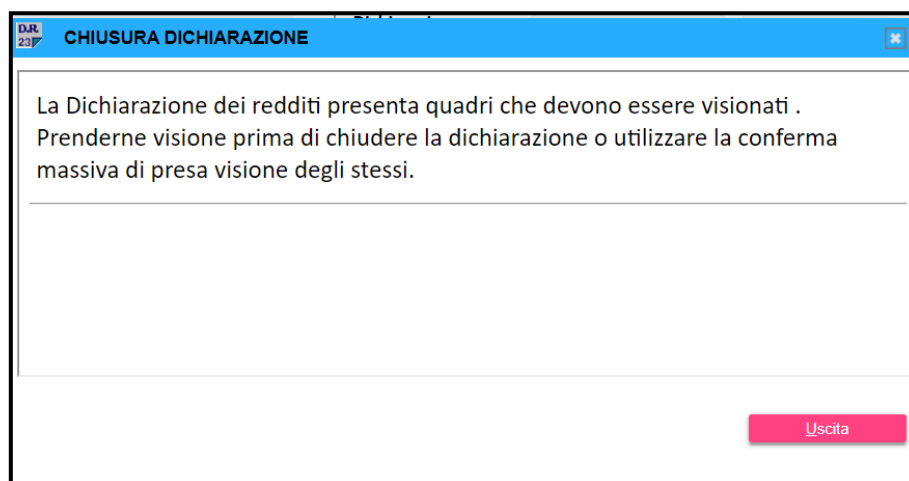 D.R.
23
CHIUSURA DICHIARAZIONE
La Dichiarazione dei redditi presenta quadri che devono essere visionati .
Prenderne visione prima di chiudere la dichiarazione o utilizzare la conferma
massiva di presa visione degli stessi.
Uscita